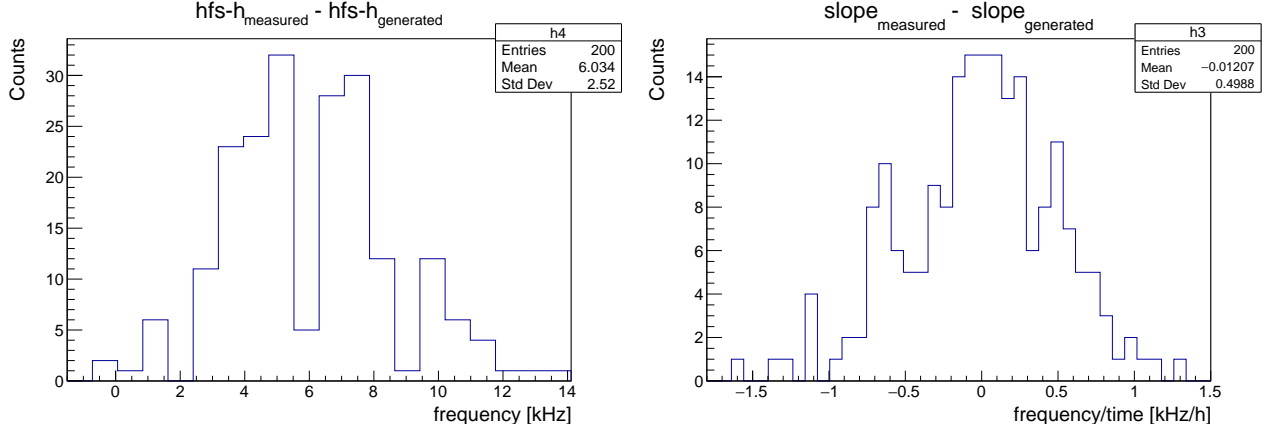 hfs-h_measured - hfs-h_generated
h4
Entries 200
Mean 6.034
Std Dev 2.52
Counts
30
25
20
15
10
5
0
0 2 4 6 8 10 12 14
frequency [kHz]
slope_measured - slope_generated
h3
Entries 200
Mean −0.01207
Std Dev 0.4988
Counts
14
12
10
8
6
4
2
0
−1.5 −1 −0.5 0 0.5 1 1.5
frequency/time [kHz/h]